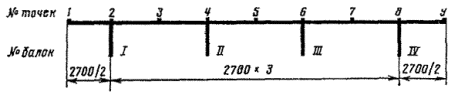 № точек 1 2 3 4 5 6 7 8 9
№ балок I II III IV
2700/2 2700 × 3 2700/2